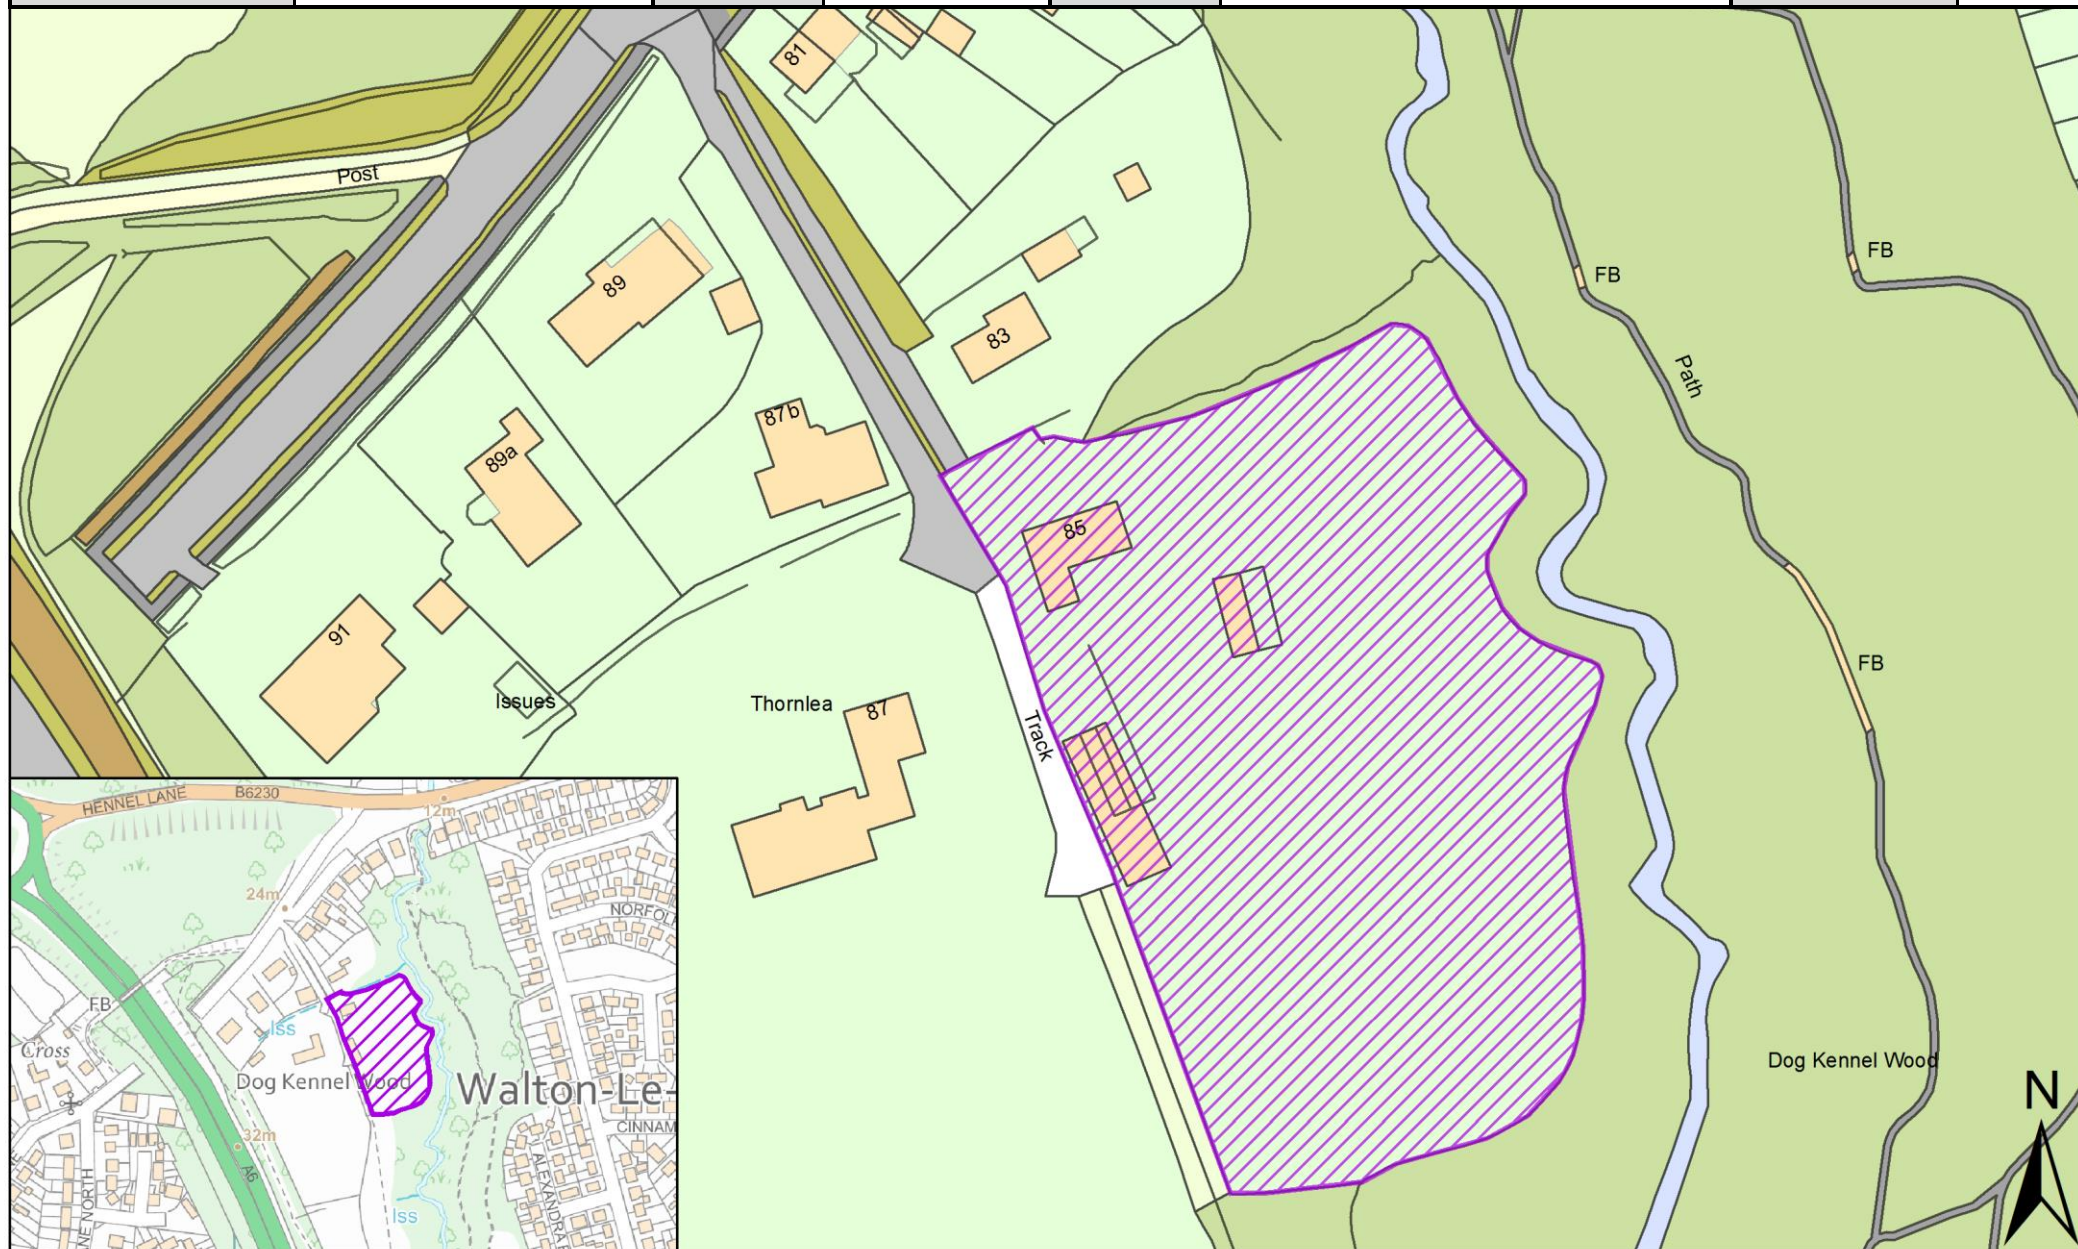 81
Post
FB
FB
89
83
Path
87b
89a
85
91
FB
Issues
Thornlea
87
Track
Dog Kennel Wood
N
HENNEL LANE
B6230
12m
24m
NORFOL
FB
Iss
Cross
Dog Kennel Wood
Walton-Le-
CINNAM
32m
A6
ALEXANDRA
NE NORTH
Iss